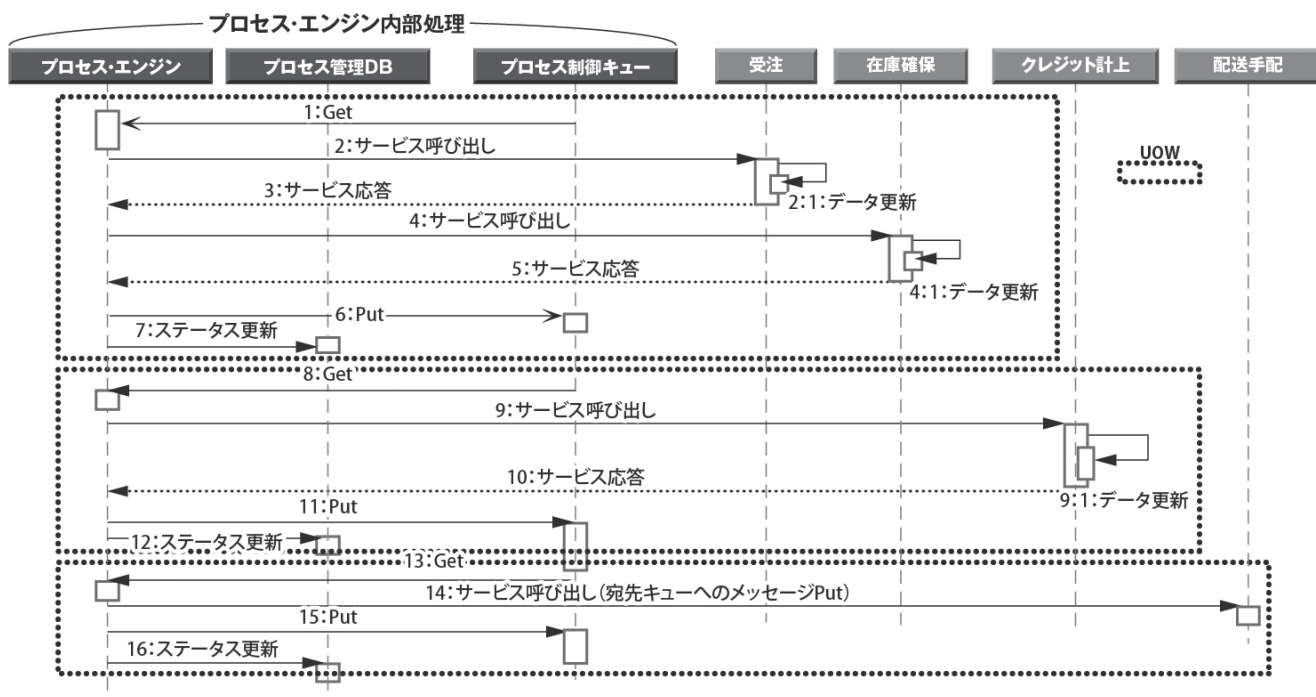 プロセス・エンジン内部処理
プロセス・エンジン
プロセス管理DB
プロセス制御キュー
受注
在庫確保
クレジット計上
配送手配
1:Get
2:サービス呼び出し
UOW
3:サービス応答
2:1:データ更新
4:サービス呼び出し
5:サービス応答
4:1:データ更新
6:Put
7:ステータス更新
8:Get
9:サービス呼び出し
10:サービス応答
9:1:データ更新
11:Put
12:ステータス更新
13:Get
14:サービス呼び出し(宛先キューへのメッセージPut)
15:Put
16:ステータス更新